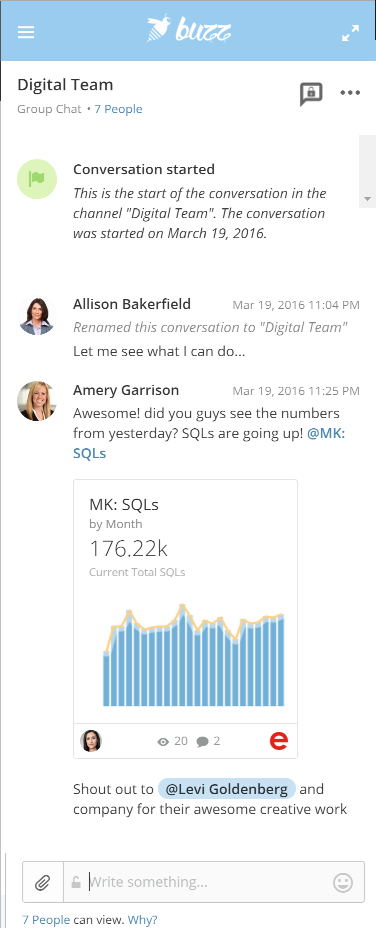 buzz
Digital Team
Group Chat • 7 People
Conversation started
This is the start of the conversation in the
channel "Digital Team". The conversation
was started on March 19, 2016.
Allison Bakerfield Mar 19, 2016 11:04 PM
Renamed this conversation to "Digital Team"
Let me see what I can do...
Amery Garrison Mar 19, 2016 11:25 PM
Awesome! did you guys see the numbers
from yesterday? SQLs are going up! @MK:
SQLs
MK: SQLs
by Month
176.22k
Current Total SQLs
20 2 e
Shout out to @Levi Goldenberg and
company for their awesome creative work
Write something...
7 People can view. Why?